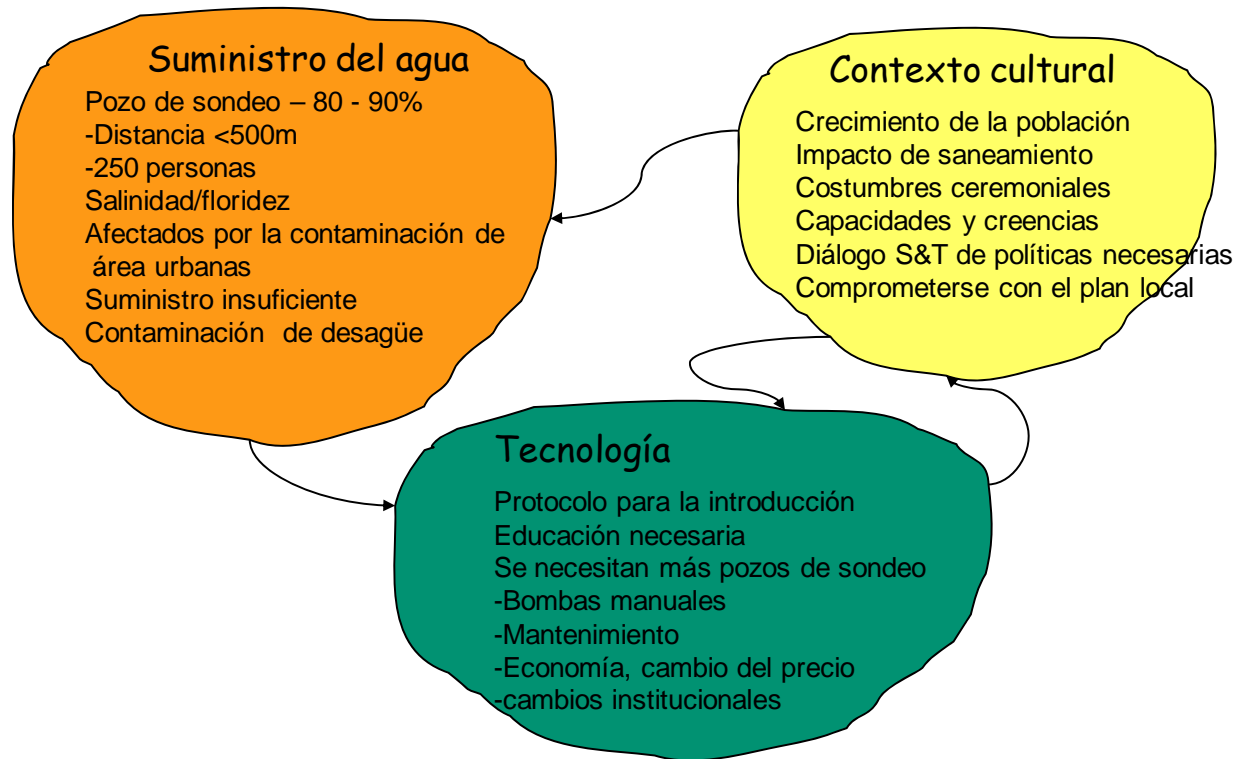 Suministro del agua
Pozo de sondeo – 80 - 90%
-Distancia <500m
-250 personas
Salinidad/floridez
Afectados por la contaminación de
área urbanas
Suministro insuficiente
Contaminación de desagüe
Contexto cultural
Crecimiento de la población
Impacto de saneamiento
Costumbres ceremoniales
Capacidades y creencias
Diálogo S&T de políticas necesarias
Comprometerse con el plan local
Tecnología
Protocolo para la introducción
Educación necesaria
Se necesitan más pozos de sondeo
-Bombas manuales
-Mantenimiento
-Economía, cambio del precio
-cambios institucionales